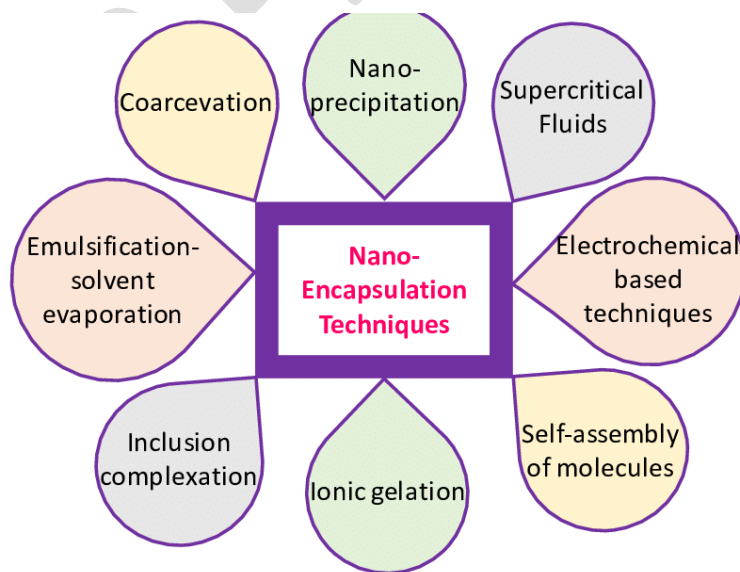 Coarcevation
Nano-
precipitation
Supercritical
Fluids
Emulsification-
solvent
evaporation
Nano-
Encapsulation
Techniques
Electrochemical
based
techniques
Inclusion
complexation
Ionic gelation
Self-assembly
of molecules